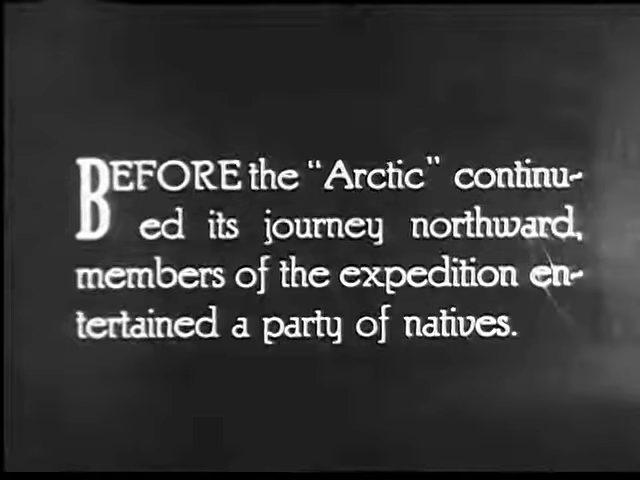 BEFORE the "Arctic" continu-
ed its journey northward,
members of the expedition en-
tertained a party of natives.